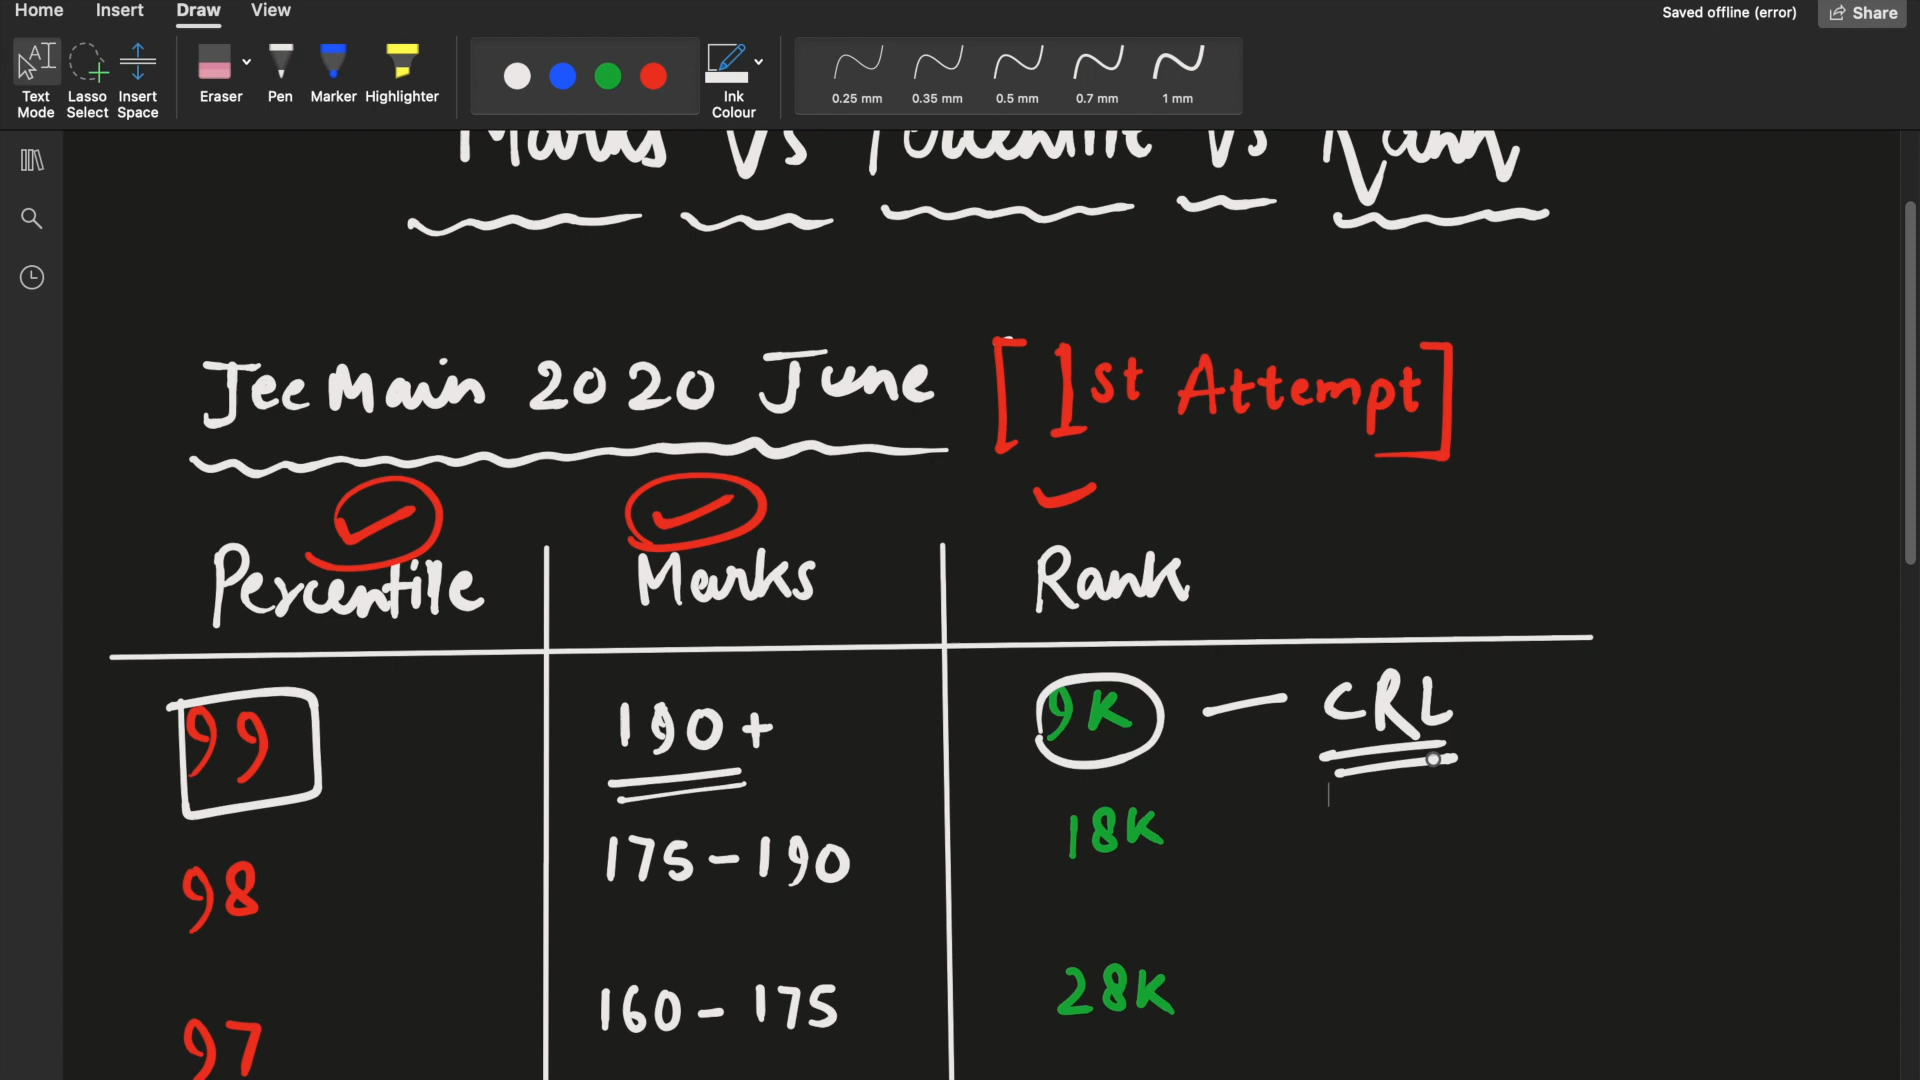 Home Insert Draw View Saved offline (error) Share
Text Mode Lasso Select Insert Space Eraser Pen Marker Highlighter Ink Colour 0.25 mm 0.35 mm 0.5 mm 0.7 mm 1 mm
Marks Vs Percentile Vs Rank
Jee Main 2020 June [1st Attempt]
Percentile Marks Rank
99 190+ 9K — CRL
98 175-190 18K
97 160-175 28K